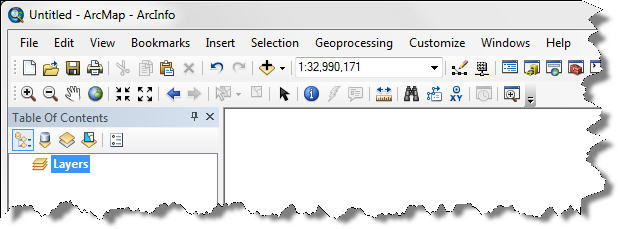 Untitled - ArcMap - ArcInfo
File Edit View Bookmarks Insert Selection Geoprocessing Customize Windows Help
1:32,990,171
XY
Table Of Contents
Layers